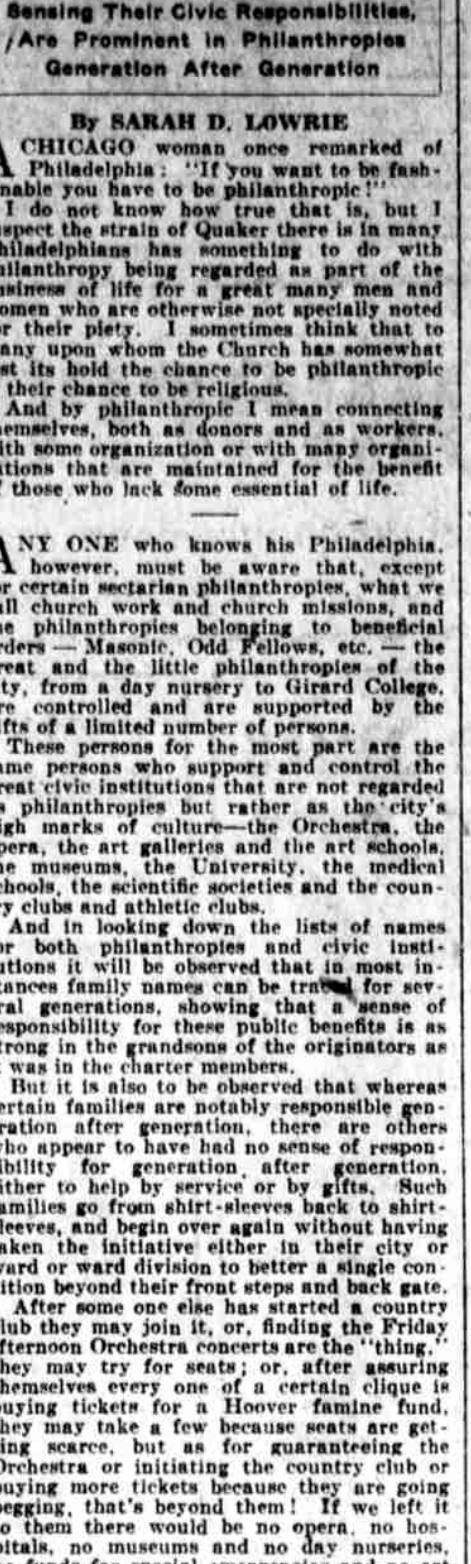 Sensing Their Civic Responsibilities,
Are Prominent in Philanthropies
Generation After Generation
By SARAH D. LOWRIE
A CHICAGO woman once remarked of
Philadelphia: "If you want to be fash-
nable you have to be philanthropic!"
I do not know how true that is, but I
spect the strain of Quaker there is in many
hiladelphians has something to do with
ilanthropy being regarded as part of the
usiness of life for a great many men and
omen who are otherwise not specially noted
or their piety. I sometimes think that to
any upon whom the Church has somewhat
st its hold the chance to be philanthropic
their chance to be religious.
And by philanthropic I mean connecting
emselves, both as donors and as workers,
ith some organization or with many organi-
ations that are maintained for the benefit
f those who lack some essential of life.
ANY ONE who knows his Philadelphia,
however, must be aware that, except
or certain sectarian philanthropies, what we
all church work and church missions, and
he philanthropies belonging to beneficial
rders — Masonic, Odd Fellows, etc. — the
reat and the little philanthropies of the
ity, from a day nursery to Girard College,
re controlled and are supported by the
ifts of a limited number of persons.
These persons for the most part are the
ame persons who support and control the
reat civic institutions that are not regarded
s philanthropies but rather as the city's
igh marks of culture—the Orchestra, the
pera, the art galleries and the art schools,
he museums, the University, the medical
chools, the scientific societies and the coun-
ry clubs and athletic clubs.
And in looking down the lists of names
or both philanthropies and civic insti-
utions it will be observed that in most in-
tances family names can be traced for sev-
ral generations, showing that a sense of
esponsibility for these public benefits is as
trong in the grandsons of the originators as
t was in the charter members.
But it is also to be observed that whereas
ertain families are notably responsible gen-
ration after generation, there are others
who appear to have had no sense of respon-
ibility for generation after generation,
ither to help by service or by gifts. Such
amilies go from shirt-sleeves back to shirt-
leeves, and begin over again without having
aken the initiative either in their city or
ward or ward division to better a single con-
ition beyond their front steps and back gate.
After some one else has started a country
lub they may join it, or, finding the Friday
fternoon Orchestra concerts are the "thing,"
hey may try for seats; or, after assuring
hemselves every one of a certain clique is
buying tickets for a Hoover famine fund,
hey may take a few because seats are get-
ing scarce, but as for guaranteeing the
Orchestra or initiating the country club or
buying more tickets because they are going
begging, that's beyond them! If we left it
to them there would be no opera, no hos-
pitals, no museums and no day nurseries,